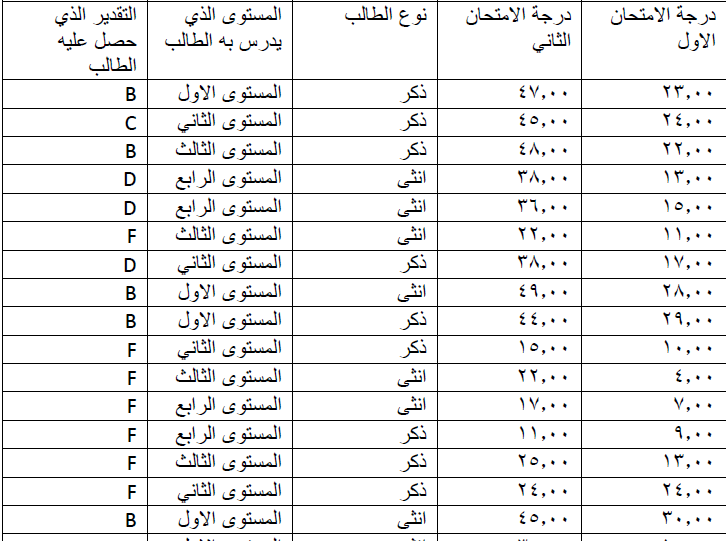 درجة الامتحان الاول | درجة الامتحان الثاني | نوع الطالب | المستوى الذي يدرس به الطالب | التقدير الذي حصل عليه الطالب
٢٣,٠٠ | ٤٧,٠٠ | ذكر | المستوى الاول | B
٢٤,٠٠ | ٤٥,٠٠ | ذكر | المستوى الثاني | C
٢٢,٠٠ | ٤٨,٠٠ | ذكر | المستوى الثالث | B
١٣,٠٠ | ٣٨,٠٠ | انثى | المستوى الرابع | D
١٥,٠٠ | ٣٦,٠٠ | انثى | المستوى الرابع | D
١١,٠٠ | ٢٢,٠٠ | انثى | المستوى الثالث | F
١٧,٠٠ | ٣٨,٠٠ | ذكر | المستوى الثاني | D
٢٨,٠٠ | ٤٩,٠٠ | انثى | المستوى الاول | B
٢٩,٠٠ | ٤٤,٠٠ | ذكر | المستوى الاول | B
١٠,٠٠ | ١٥,٠٠ | ذكر | المستوى الثاني | F
٤,٠٠ | ٢٢,٠٠ | انثى | المستوى الثالث | F
٧,٠٠ | ١٧,٠٠ | انثى | المستوى الرابع | F
٩,٠٠ | ١١,٠٠ | ذكر | المستوى الرابع | F
١٣,٠٠ | ٢٥,٠٠ | ذكر | المستوى الثالث | F
٢٤,٠٠ | ٢٤,٠٠ | ذكر | المستوى الثاني | F
٣٠,٠٠ | ٤٥,٠٠ | انثى | المستوى الاول | B